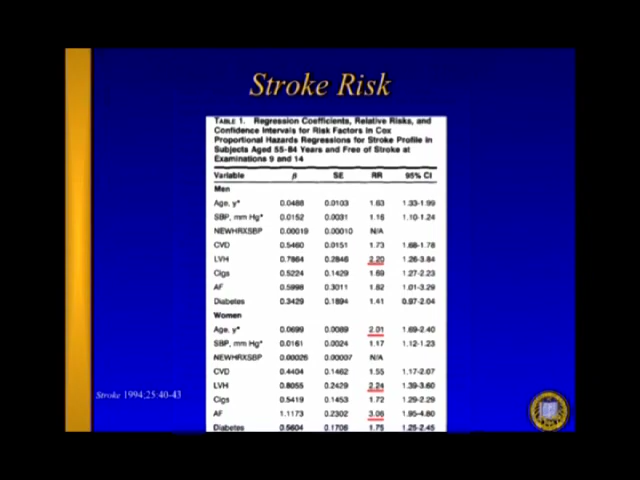 Stroke Risk
TABLE 1. Regression Coefficients, Relative Risks, and
Confidence Intervals for Risk Factors in Cox
Proportional Hazards Regressions for Stroke Profile in
Subjects Aged 55-84 Years and Free of Stroke at
Examinations 9 and 14
Variable β SE RR 95% CI
Men
Age, y* 0.0488 0.0103 1.63 1.33-1.99
SBP, mm Hg* 0.0152 0.0031 1.16 1.10-1.24
NEWHRXSBP 0.00019 0.00010 N/A
CVD 0.5460 0.0151 1.73 1.68-1.78
LVH 0.7864 0.2846 2.20 1.26-3.84
Cigs 0.5224 0.1429 1.69 1.27-2.23
AF 0.5998 0.3011 1.82 1.01-3.29
Diabetes 0.3429 0.1894 1.41 0.97-2.04
Women
Age, y* 0.0699 0.0089 2.01 1.69-2.40
SBP, mm Hg* 0.0161 0.0024 1.17 1.12-1.23
NEWHRXSBP 0.00026 0.00007 N/A
CVD 0.4404 0.1462 1.55 1.17-2.07
LVH 0.8055 0.2429 2.24 1.39-3.60
Cigs 0.5419 0.1453 1.72 1.29-2.29
AF 1.1173 0.2302 3.06 1.95-4.80
Diabetes 0.5604 0.1706 1.75 1.25-2.45
Stroke 1994;25:40-43